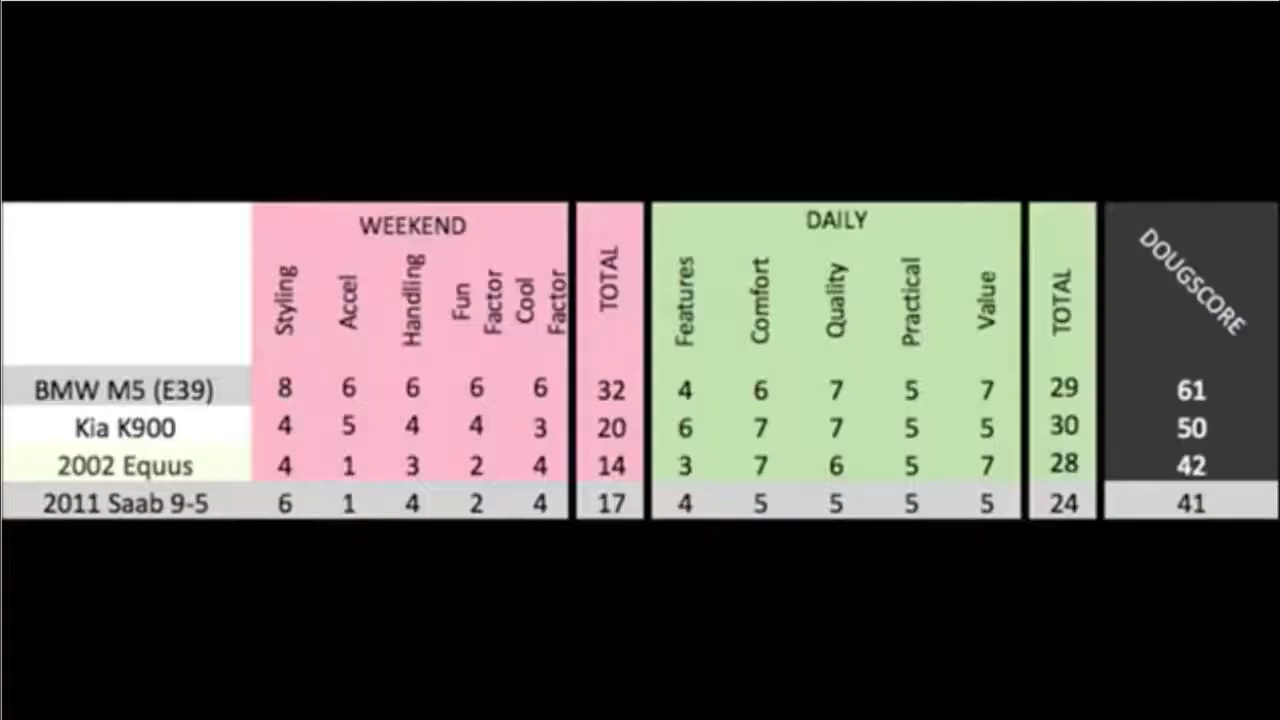 WEEKEND DAILY
Styling Accel Handling Fun Factor Cool Factor TOTAL Features Comfort Quality Practical Value TOTAL DOUGSCORE
BMW M5 (E39) 8 6 6 6 6 32 4 6 7 5 7 29 61
Kia K900 4 5 4 4 3 20 6 7 7 5 5 30 50
2002 Equus 4 1 3 2 4 14 3 7 6 5 7 28 42
2011 Saab 9-5 6 1 4 2 4 17 4 5 5 5 5 24 41